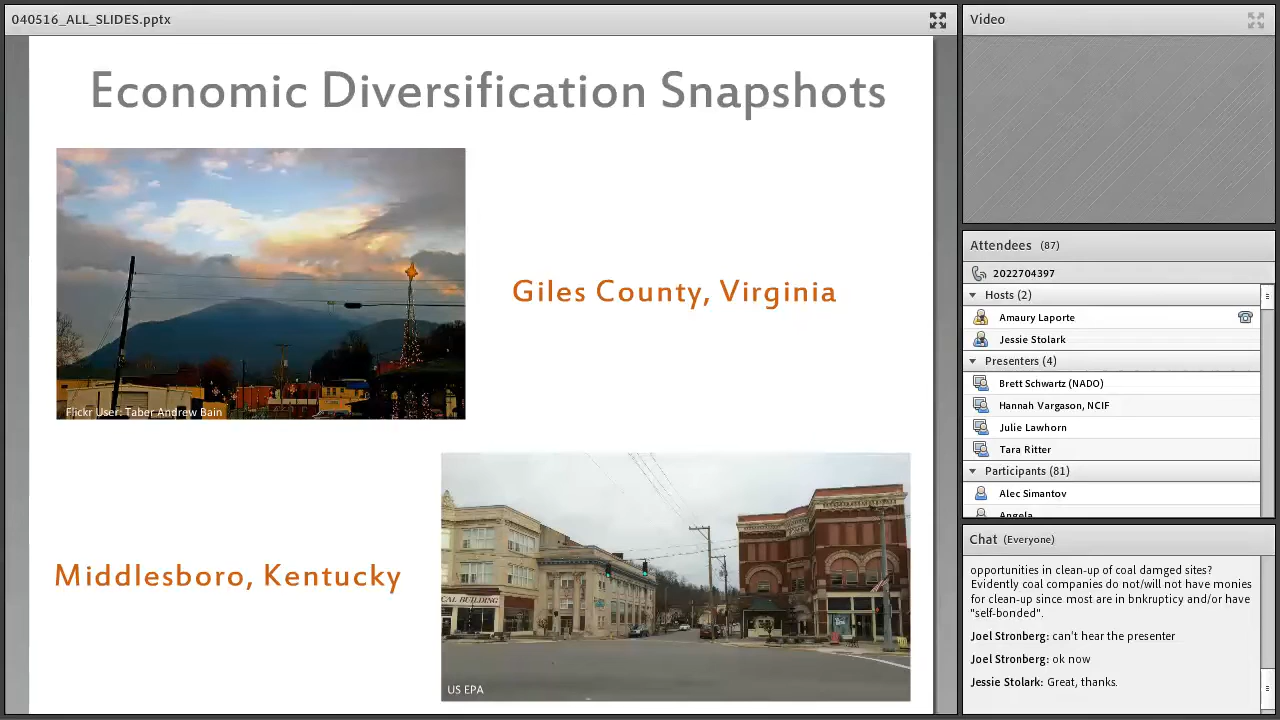 040516_ALL_SLIDES.pptx
Economic Diversification Snapshots
Flickr User: Taber Andrew Bain
Giles County, Virginia
Middlesboro, Kentucky
CAL BUILDING
US EPA
Video
Attendees (87)
2022704397
Hosts (2)
Amaury Laporte
Jessie Stolark
Presenters (4)
Brett Schwartz (NADO)
Hannah Vargason, NCIF
Julie Lawhorn
Tara Ritter
Participants (81)
Alec Simantov
Angela
Chat (Everyone)
opportunities in clean-up of coal damged sites?
Evidently coal companies do not/will not have monies
for clean-up since most are in bankruptcy and/or have
"self-bonded".
Joel Stronberg: can't hear the presenter
Joel Stronberg: ok now
Jessie Stolark: Great, thanks.